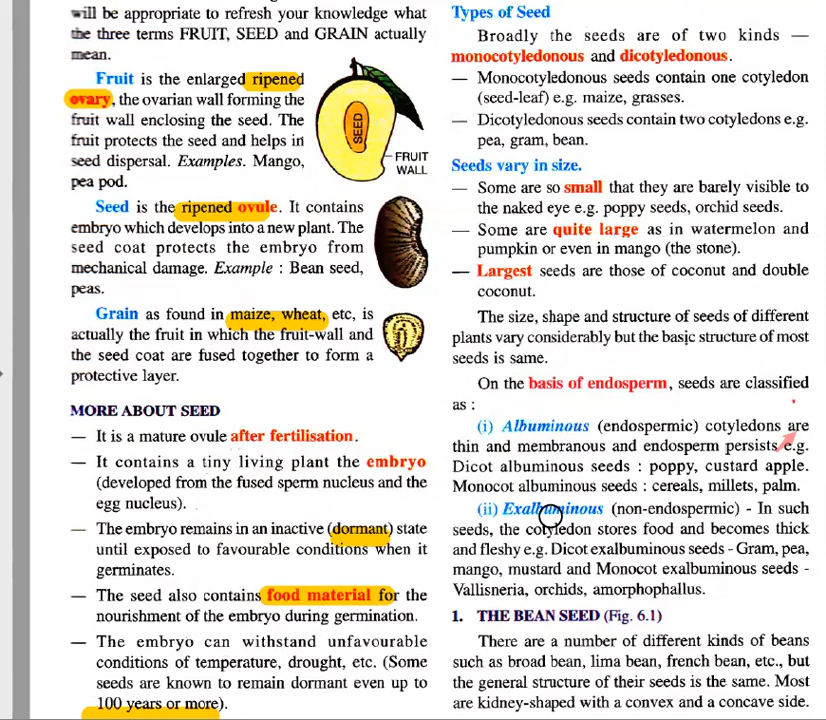 will be appropriate to refresh your knowledge what
the three terms FRUIT, SEED and GRAIN actually
mean.
Fruit is the enlarged ripened
ovary, the ovarian wall forming the
fruit wall enclosing the seed. The
fruit protects the seed and helps in
seed dispersal. Examples. Mango,
pea pod.
SEED
FRUIT
WALL
Seed is the ripened ovule. It contains
embryo which develops into a new plant. The
seed coat protects the embryo from
mechanical damage. Example : Bean seed,
peas.
Grain as found in maize, wheat, etc, is
actually the fruit in which the fruit-wall and
the seed coat are fused together to form a
protective layer.
MORE ABOUT SEED
— It is a mature ovule after fertilisation.
— It contains a tiny living plant the embryo
(developed from the fused sperm nucleus and the
egg nucleus).
— The embryo remains in an inactive (dormant) state
until exposed to favourable conditions when it
germinates.
— The seed also contains food material for the
nourishment of the embryo during germination.
— The embryo can withstand unfavourable
conditions of temperature, drought, etc. (Some
seeds are known to remain dormant even up to
100 years or more).
Types of Seed
Broadly the seeds are of two kinds —
monocotyledonous and dicotyledonous.
— Monocotyledonous seeds contain one cotyledon
(seed-leaf) e.g. maize, grasses.
— Dicotyledonous seeds contain two cotyledons e.g.
pea, gram, bean.
Seeds vary in size.
— Some are so small that they are barely visible to
the naked eye e.g. poppy seeds, orchid seeds.
— Some are quite large as in watermelon and
pumpkin or even in mango (the stone).
— Largest seeds are those of coconut and double
coconut.
The size, shape and structure of seeds of different
plants vary considerably but the basic structure of most
seeds is same.
On the basis of endosperm, seeds are classified
as :
(i) Albuminous (endospermic) cotyledons are
thin and membranous and endosperm persists e.g.
Dicot albuminous seeds : poppy, custard apple.
Monocot albuminous seeds : cereals, millets, palm.
(ii) Exalbuminous (non-endospermic) - In such
seeds, the cotyledon stores food and becomes thick
and fleshy e.g. Dicot exalbuminous seeds - Gram, pea,
mango, mustard and Monocot exalbuminous seeds -
Vallisneria, orchids, amorphophallus.
1. THE BEAN SEED (Fig. 6.1)
There are a number of different kinds of beans
such as broad bean, lima bean, french bean, etc., but
the general structure of their seeds is the same. Most
are kidney-shaped with a convex and a concave side.